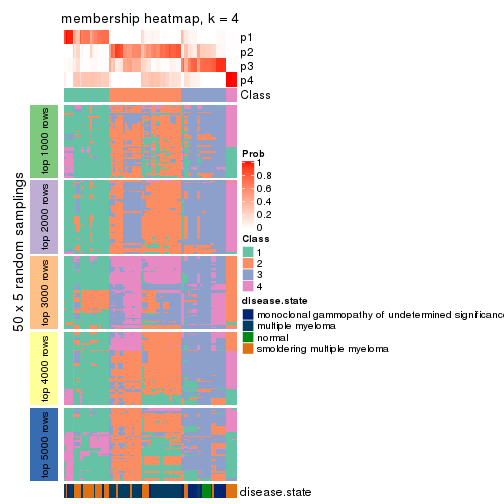 membership heatmap, k = 4
p1
p2
p3
p4
Class
50 x 5 random samplings
top 1000 rows
top 2000 rows
top 3000 rows
top 4000 rows
top 5000 rows
Prob
1
0.8
0.6
0.4
0.2
0
Class
1
2
3
4
disease.state
monoclonal gammopathy of undetermined significance
multiple myeloma
normal
smoldering multiple myeloma
disease.state